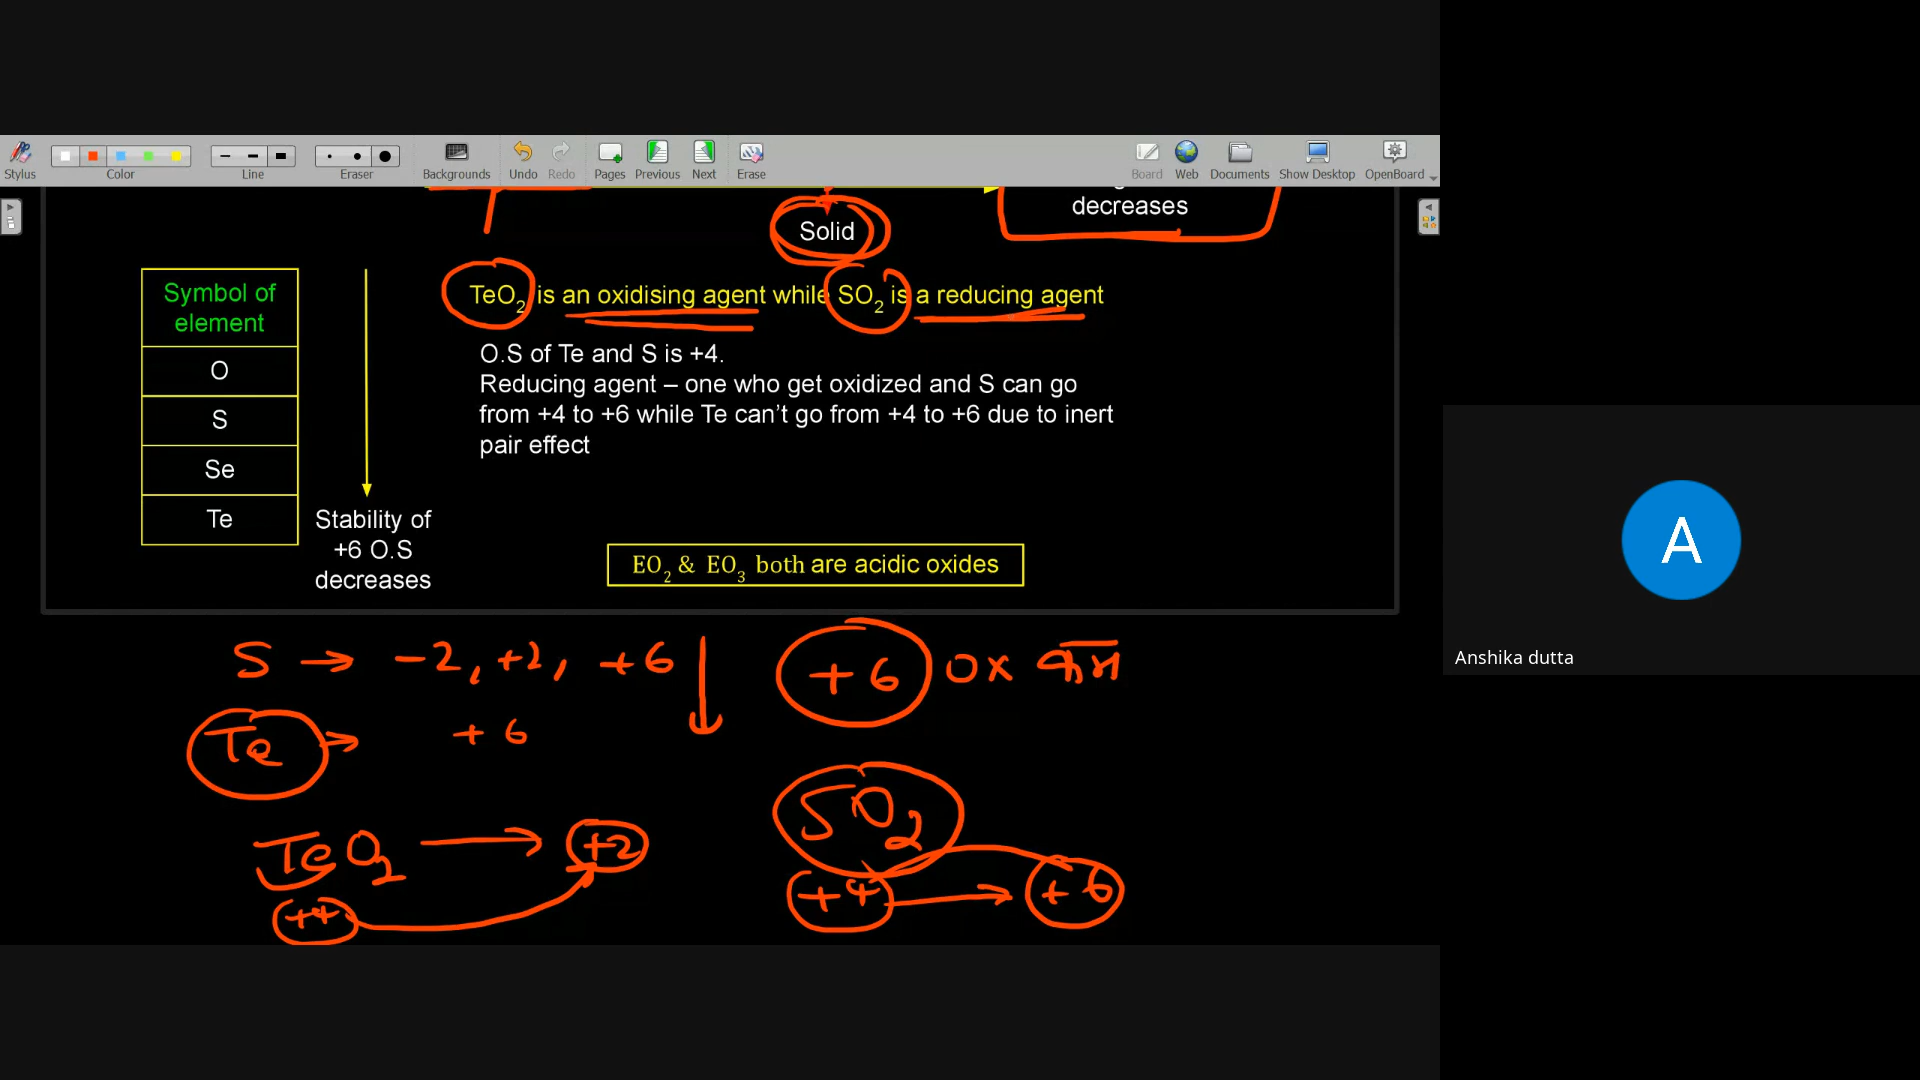 Stylus
Color
Line
Eraser
Backgrounds
Undo
Redo
Pages
Previous
Next
Erase
Board
Web
Documents
Show Desktop
OpenBoard
decreases
Solid
Symbol of
element
O
S
Se
Te
Stability of
+6 O.S
decreases
TeO2 is an oxidising agent while SO2 is a reducing agent
O.S of Te and S is +4.
Reducing agent – one who get oxidized and S can go
from +4 to +6 while Te can't go from +4 to +6 due to inert
pair effect
EO2 & EO3 both are acidic oxides
S → -2, +2, +6 ↓ +6 OX कम
Te → +6
TeO2 → +2
+4
SO2
+4 → +6
A
Anshika dutta